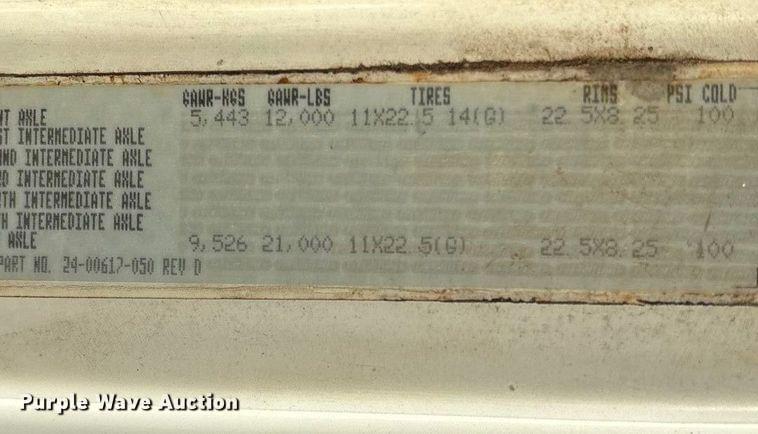 GAWR-KGS GAWR-LBS TIRES RIMS PSI COLD
NT AXLE 5,443 12,000 11X22.5 14(G) 22.5X8.25 100
ST INTERMEDIATE AXLE
ND INTERMEDIATE AXLE
RD INTERMEDIATE AXLE
TH INTERMEDIATE AXLE
TH INTERMEDIATE AXLE
AXLE 9,526 21,000 11X22.5(G) 22.5X8.25 100
PART NO. 24-00617-050 REV D
Purple Wave Auction